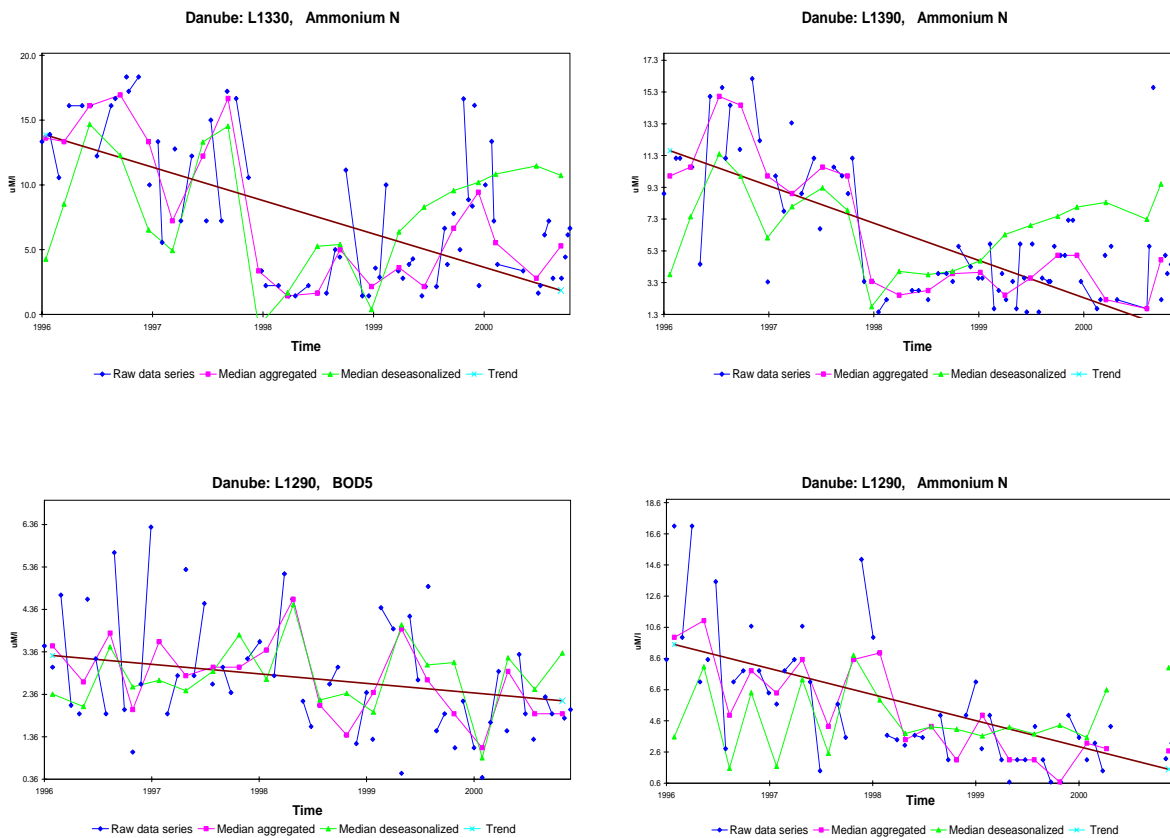 Danube: L1330, Ammonium N
uM/l
20.0
15.0
10.0
5.0
0.0
1996 1997 1998 1999 2000
Time
Raw data series Median aggregated Median deseasonalized Trend
Danube: L1390, Ammonium N
uM/l
17.3
15.3
13.3
11.3
9.3
7.3
5.3
3.3
1.3
1996 1997 1998 1999 2000
Time
Raw data series Median aggregated Median deseasonalized Trend
Danube: L1290, BOD5
uM/l
6.36
5.36
4.36
3.36
2.36
1.36
0.36
1996 1997 1998 1999 2000
Time
Raw data series Median aggregated Median deseasonalized Trend
Danube: L1290, Ammonium N
uM/l
18.6
16.6
14.6
12.6
10.6
8.6
6.6
4.6
2.6
0.6
1996 1997 1998 1999 2000
Time
Raw data series Median aggregated Median deseasonalized Trend